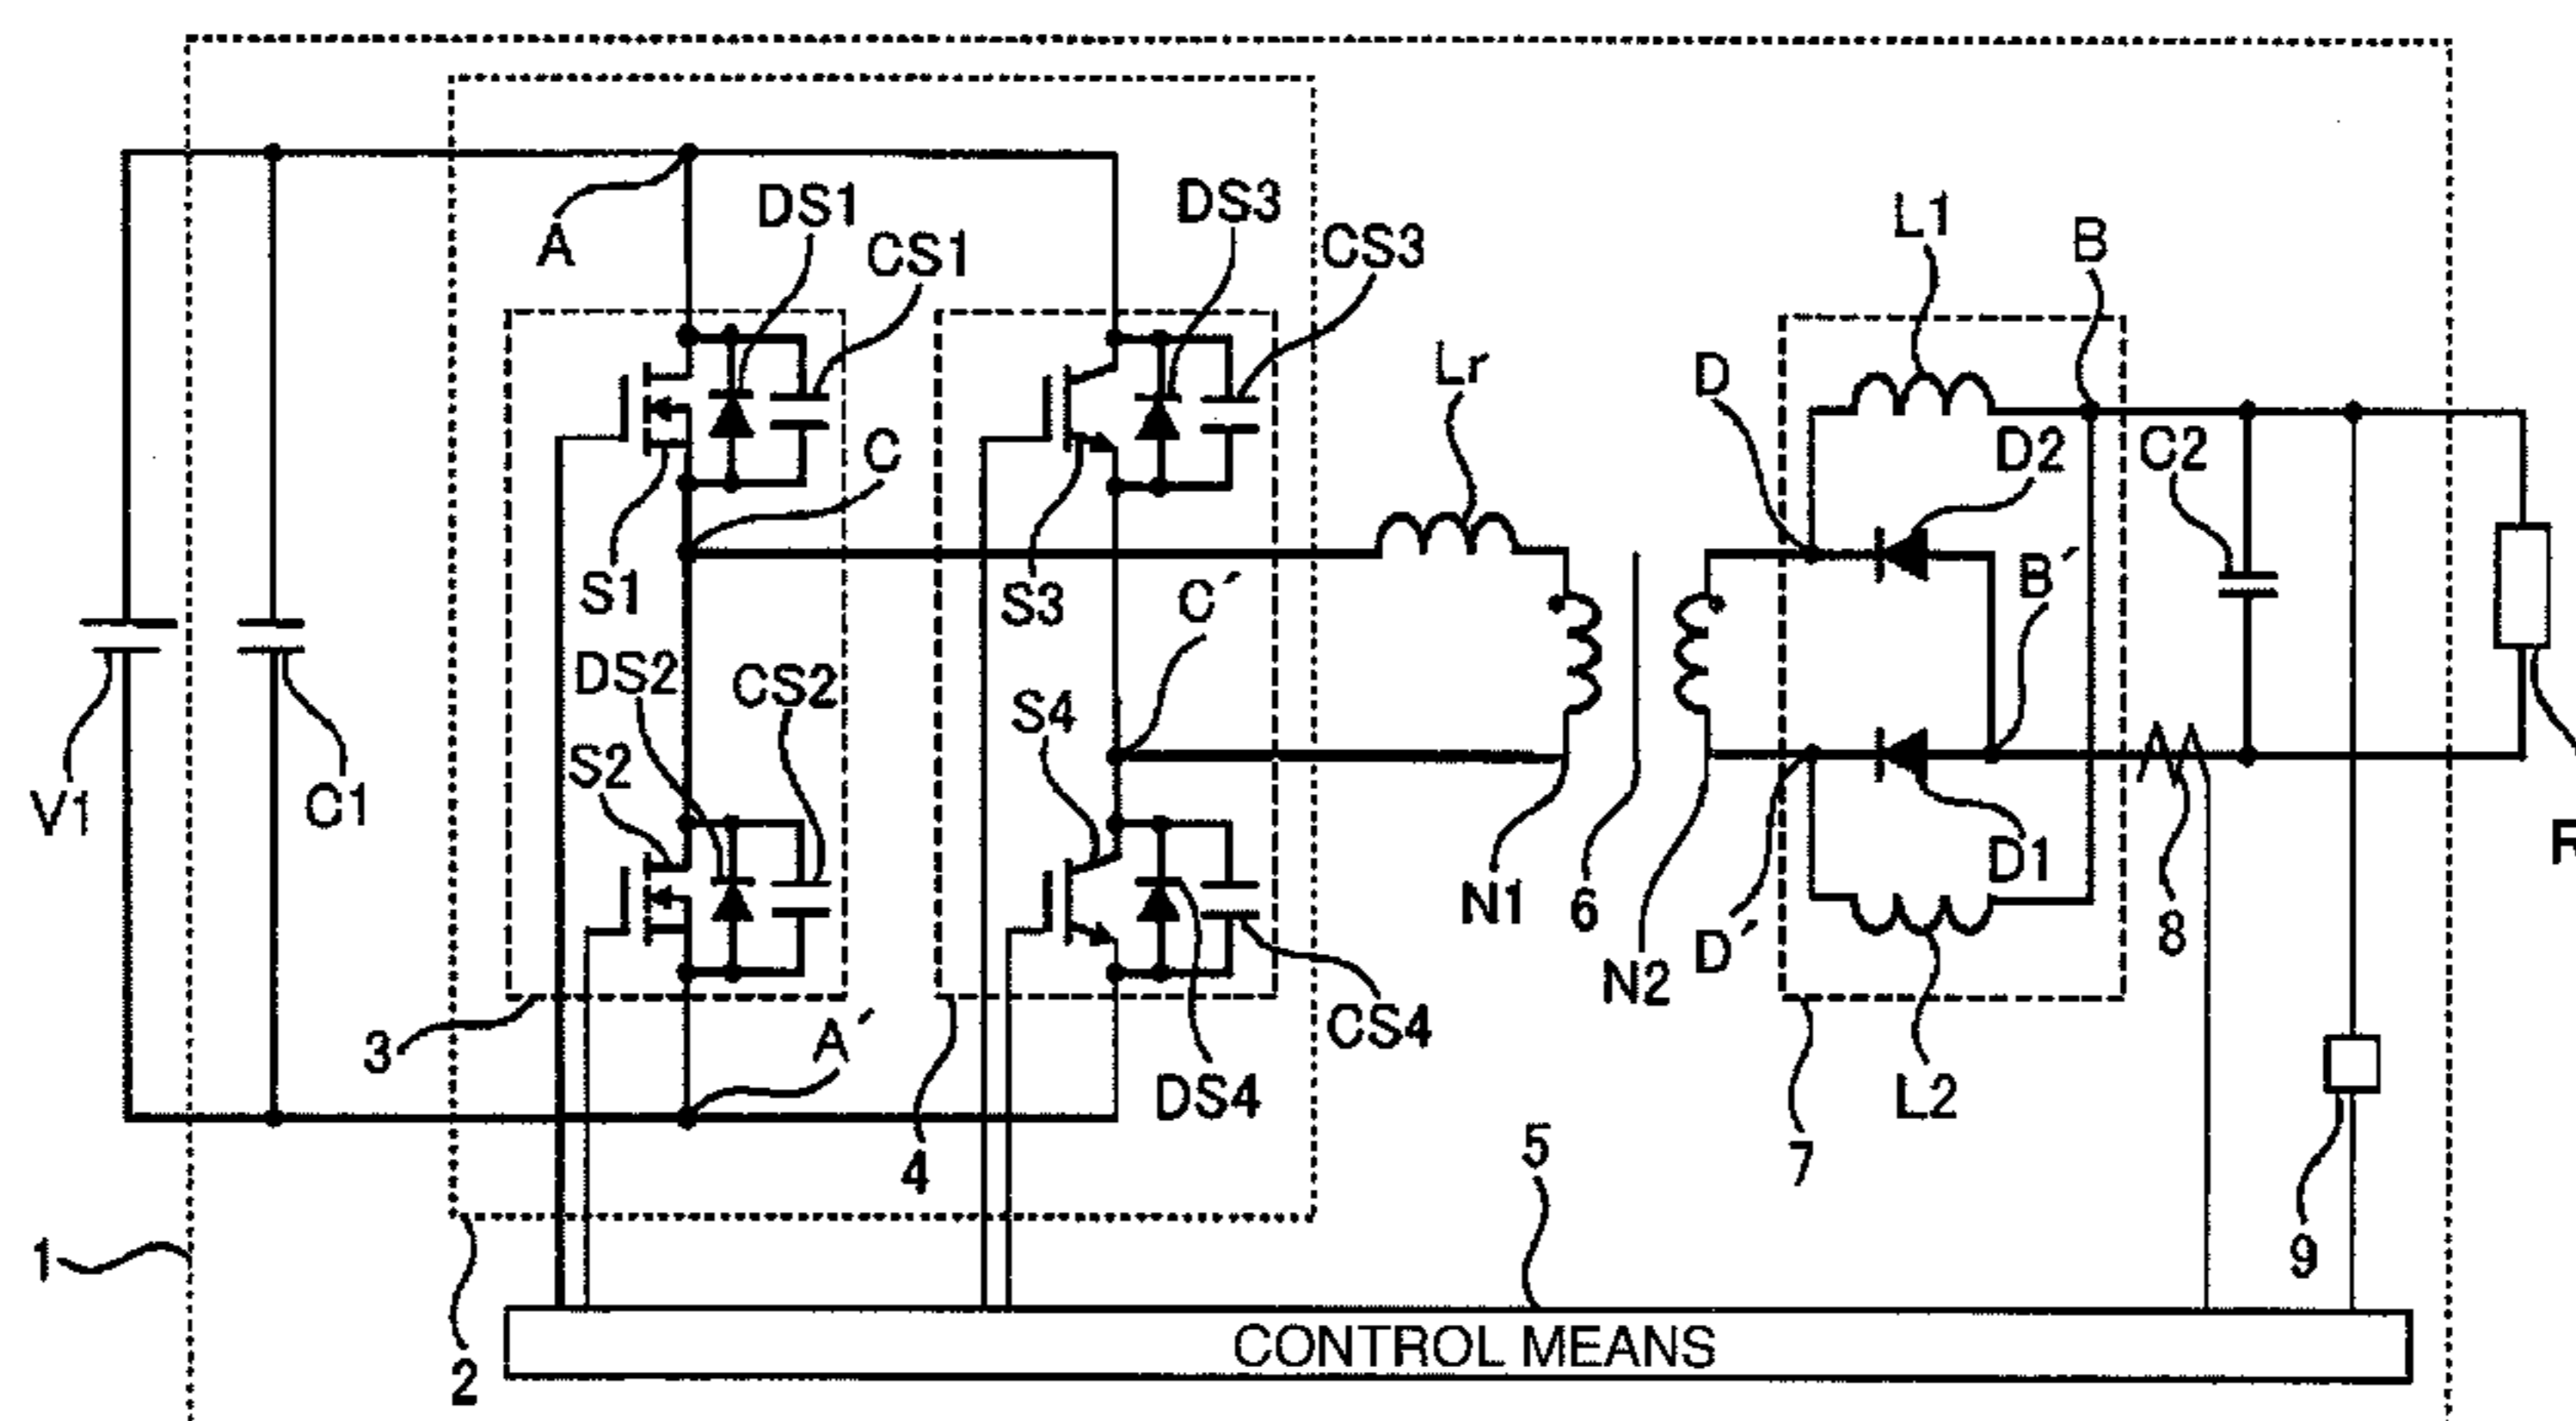 A
DS1
CS1
DS3
CS3
L1
B
Lr
D
D2
C2
C
S1
S3
C´
B´
DS2
CS2
S4
S2
V1
C1
D1
N1
6
N2
D´
8
3
A´
CS4
DS4
L2
4
5
7
9
1
2
CONTROL MEANS